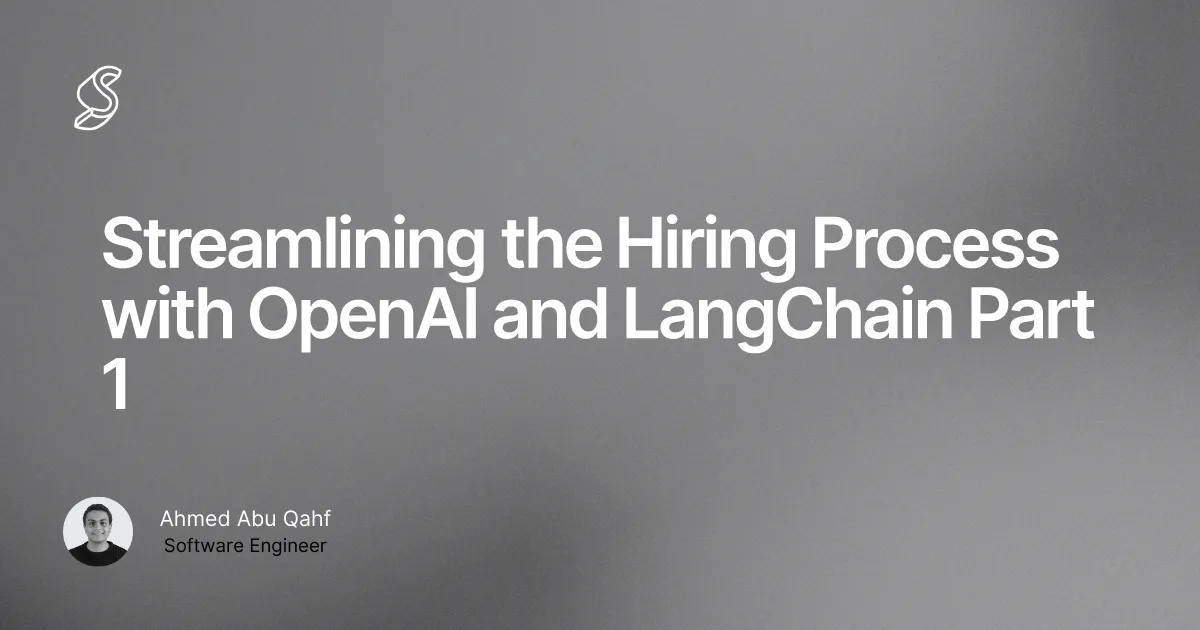 Streamlining the Hiring Process
with OpenAI and LangChain Part
1
Ahmed Abu Qahf
Software Engineer